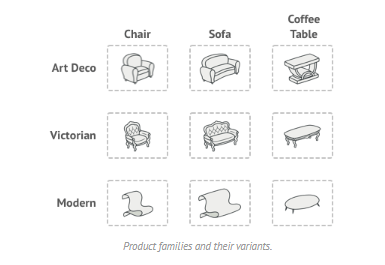 Coffee
Chair Sofa Table
Art Deco
Victorian
Modern
Product families and their variants.